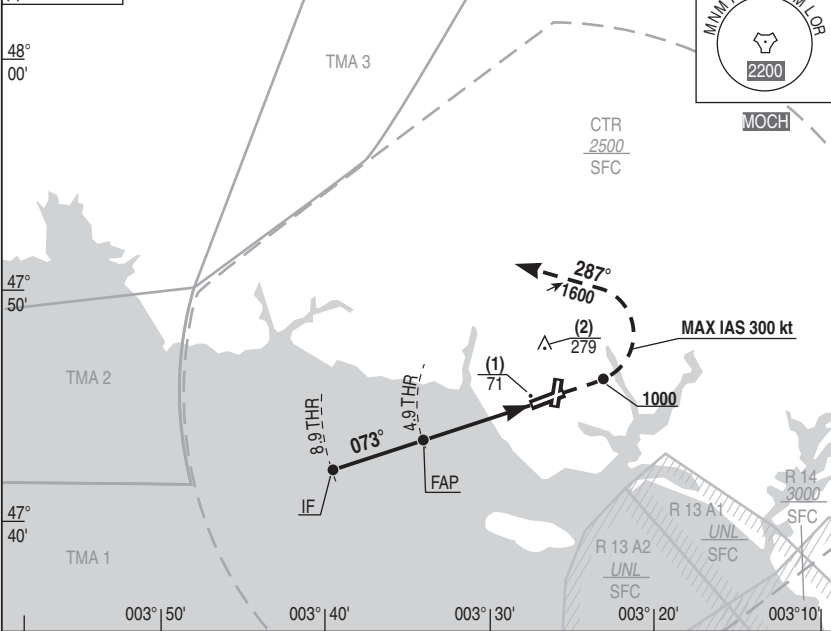 48°
00'
TMA 3
2200
MOCH
CTR
2500
SFC
47°
50'
287°
1600
(2)
279
MAX IAS 300 kt
TMA 2
(1)
71
1000
8.9 THR
4.9 THR
073°
FAP
IF
47°
40'
TMA 1
R 13 A1
UNL
SFC
R 14
3000
SFC
R 13 A2
UNL
SFC
003°50'
003°40'
003°30'
003°20'
003°10'